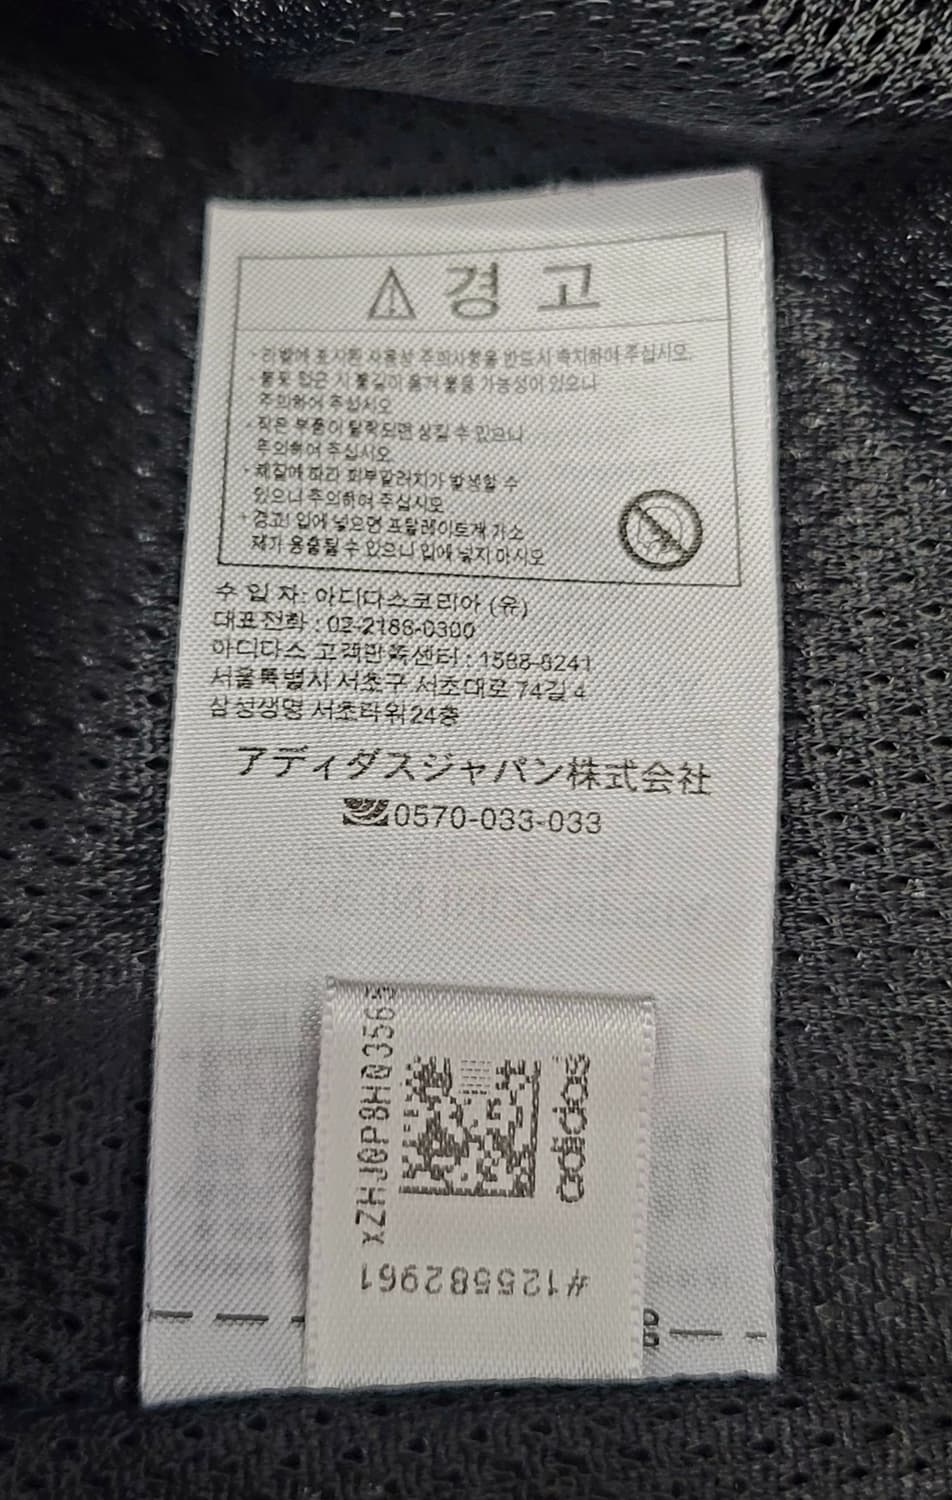 경고
• 라벨에 표시된 사용상 주의사항을 반드시 숙지하여 주십시오.
• 불꽃 접근 시 불길이 옮겨 붙을 가능성이 있으니
주의하여 주십시오
• 작은 부품이 탈락되면 삼킬 수 있으니
주의하여 주십시오
• 체질에 따라 피부알러지가 발생할 수
있으니 주의하여 주십시오
• 경고! 입에 넣으면 프탈레이트계 가소
제가 용출될 수 있으니 입에 넣지 마시오
수 입 자: 아디다스코리아 (유)
대표전화 : 02-2186-0300
아디다스 고객만족센터 : 1588-8241
서울특별시 서초구 서초대로 74길 4
삼성생명 서초타워 24층
アディダスジャパン株式会社
0570-033-033
adidas
#125582961